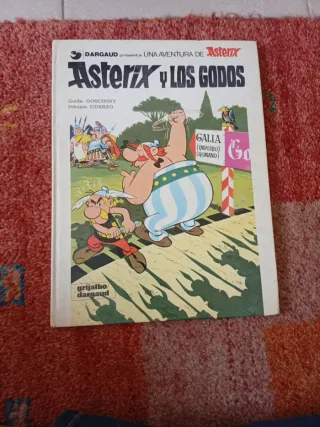 DARGAUD presenta UNA AVENTURA DE Asterix
Asterix Y LOS GODOS
Guión: GOSCINNY
Dibujos: UDERZO
GALIA
(IMPERIO
ROMANO)
Go
grijalbo
dargaud